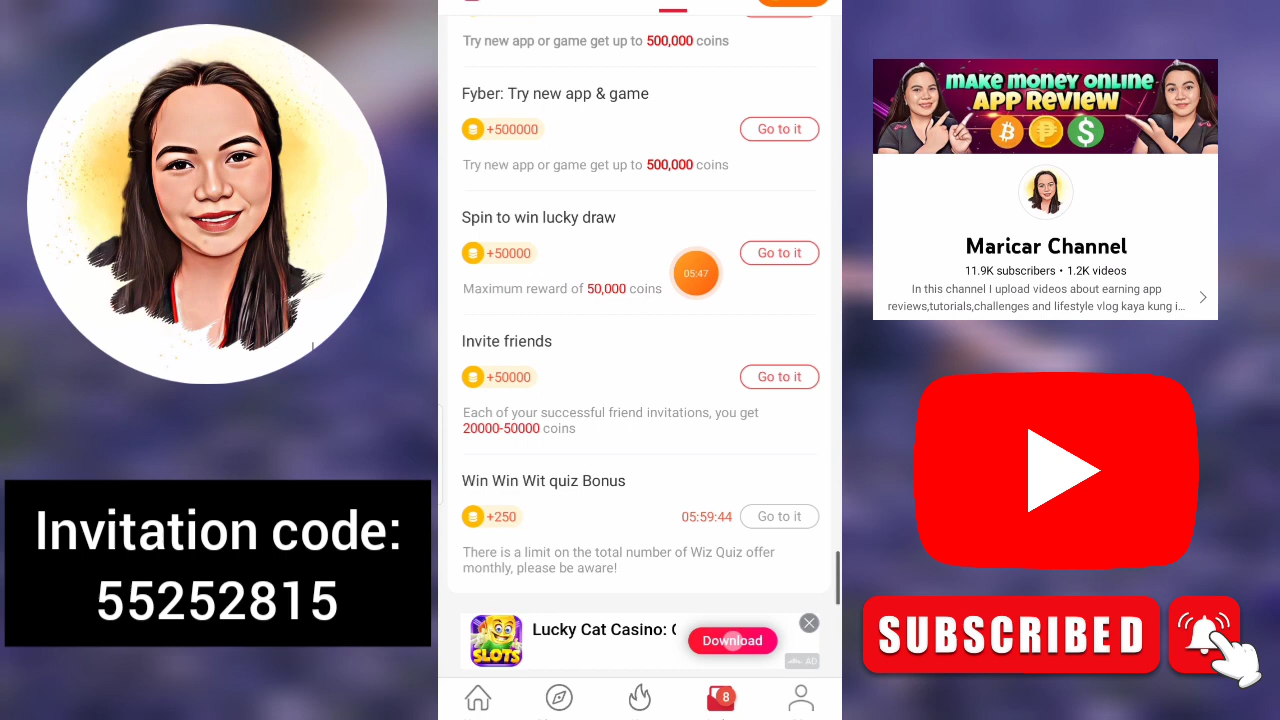 Invitation code:
55252815
Try new app or game get up to 500,000 coins
Fyber: Try new app & game
+500000
Go to it
Try new app or game get up to 500,000 coins
Spin to win lucky draw
+50000
05:47
Go to it
Maximum reward of 50,000 coins
Invite friends
+50000
Go to it
Each of your successful friend invitations, you get
20000-50000 coins
Win Win Wit quiz Bonus
+250
05:59:44
Go to it
There is a limit on the total number of Wiz Quiz offer
monthly, please be aware!
SLOTS
Lucky Cat Casino:
Download
AD
8
MAKE MONEY ONLINE
APP REVIEW
Maricar Channel
11.9K subscribers • 1.2K videos
In this channel I upload videos about earning app
reviews,tutorials,challenges and lifestyle vlog kaya kung i...
SUBSCRIBED